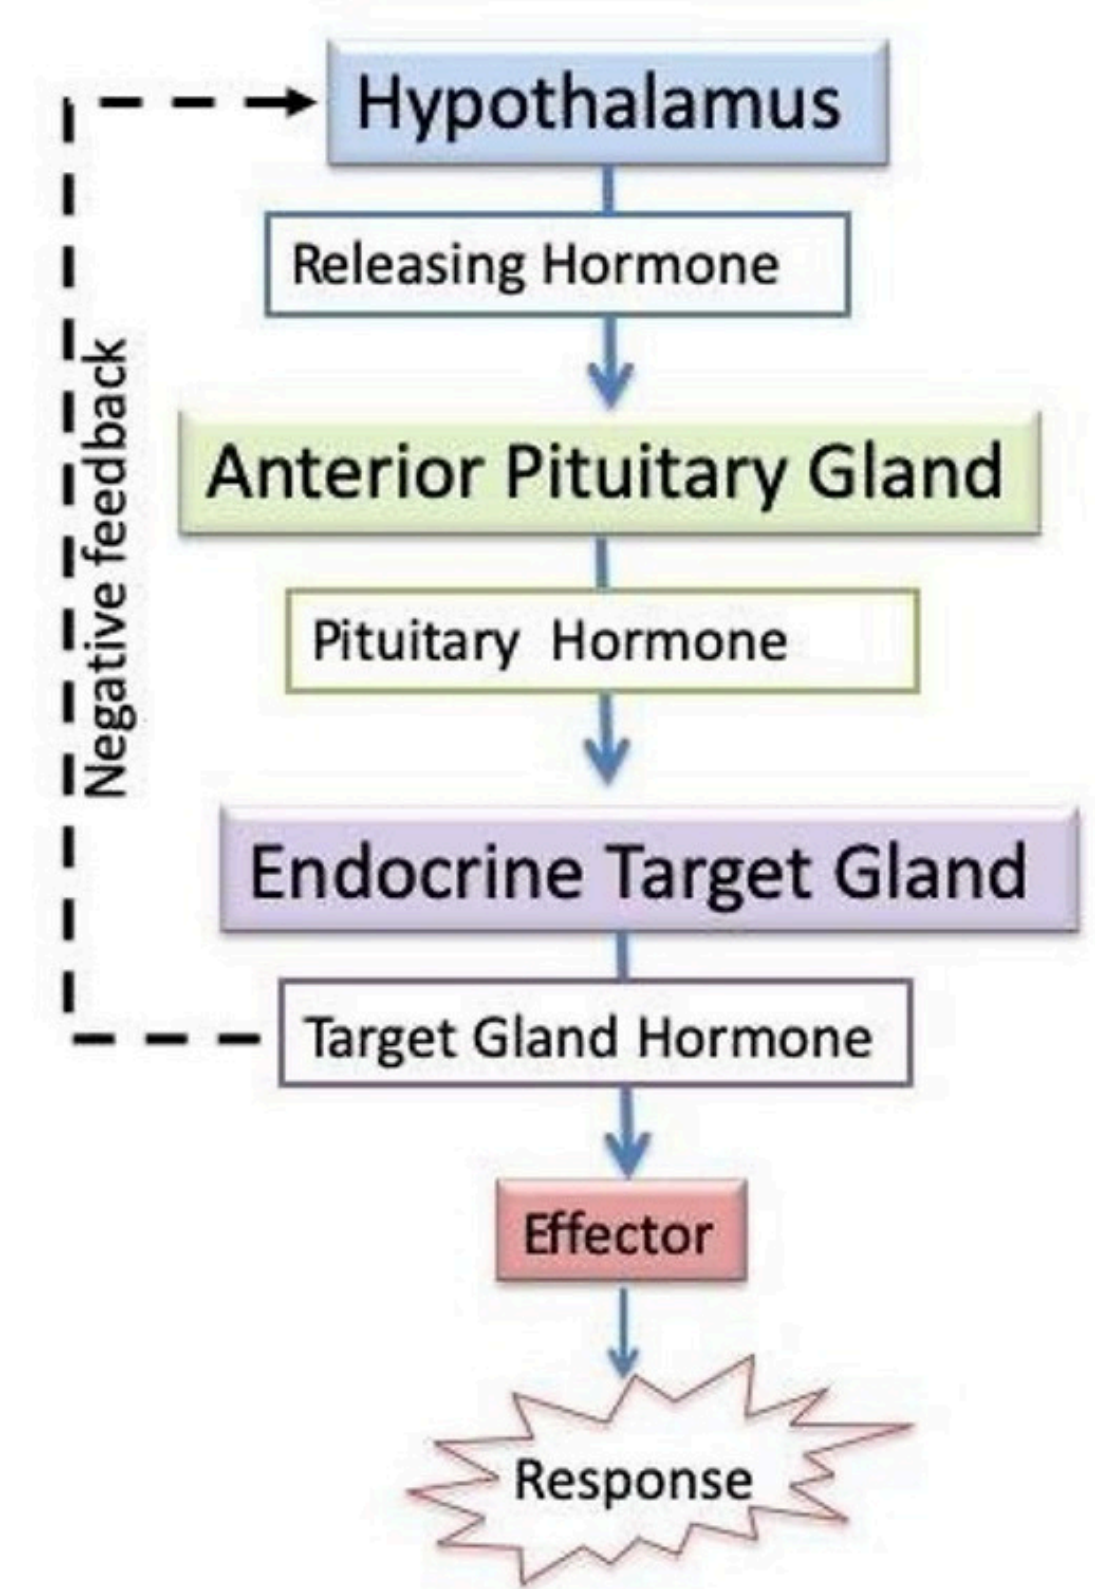 Hypothalamus
Releasing Hormone
Negative feedback
Anterior Pituitary Gland
Pituitary Hormone
Endocrine Target Gland
Target Gland Hormone
Effector
Response